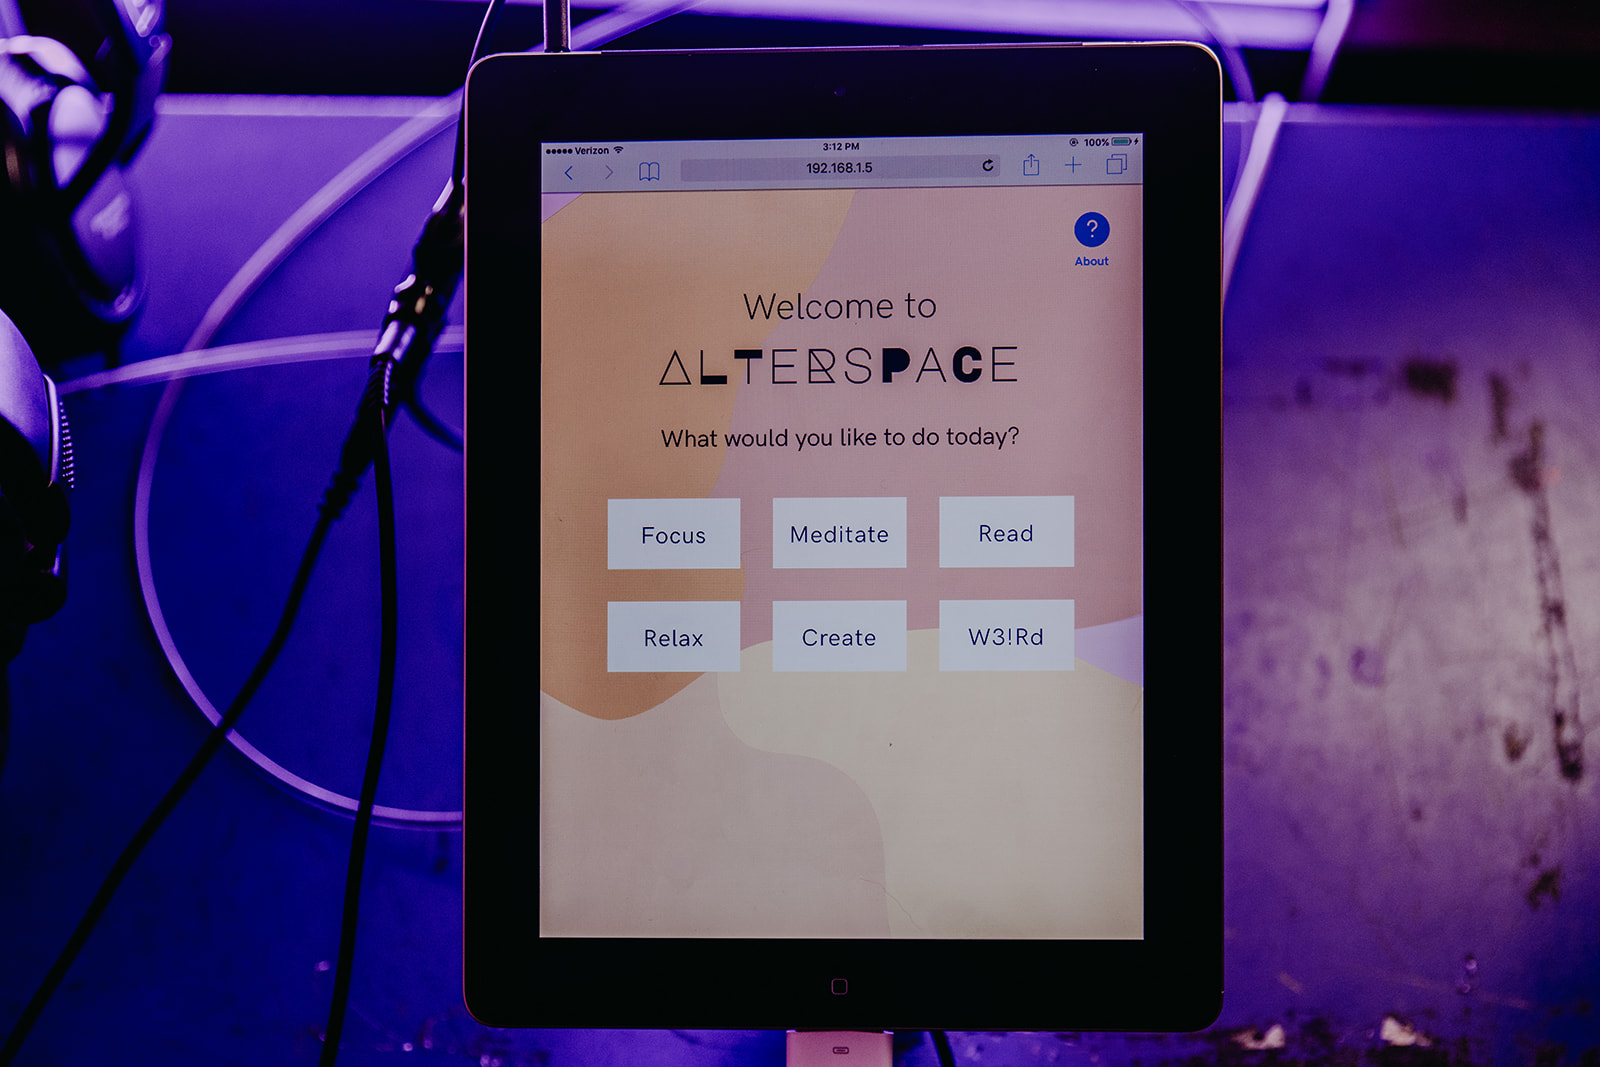 Verizon 3:12 PM 100%
192.168.1.5
?
About
Welcome to
ALTERSPACE
What would you like to do today?
Focus Meditate Read
Relax Create W3!Rd